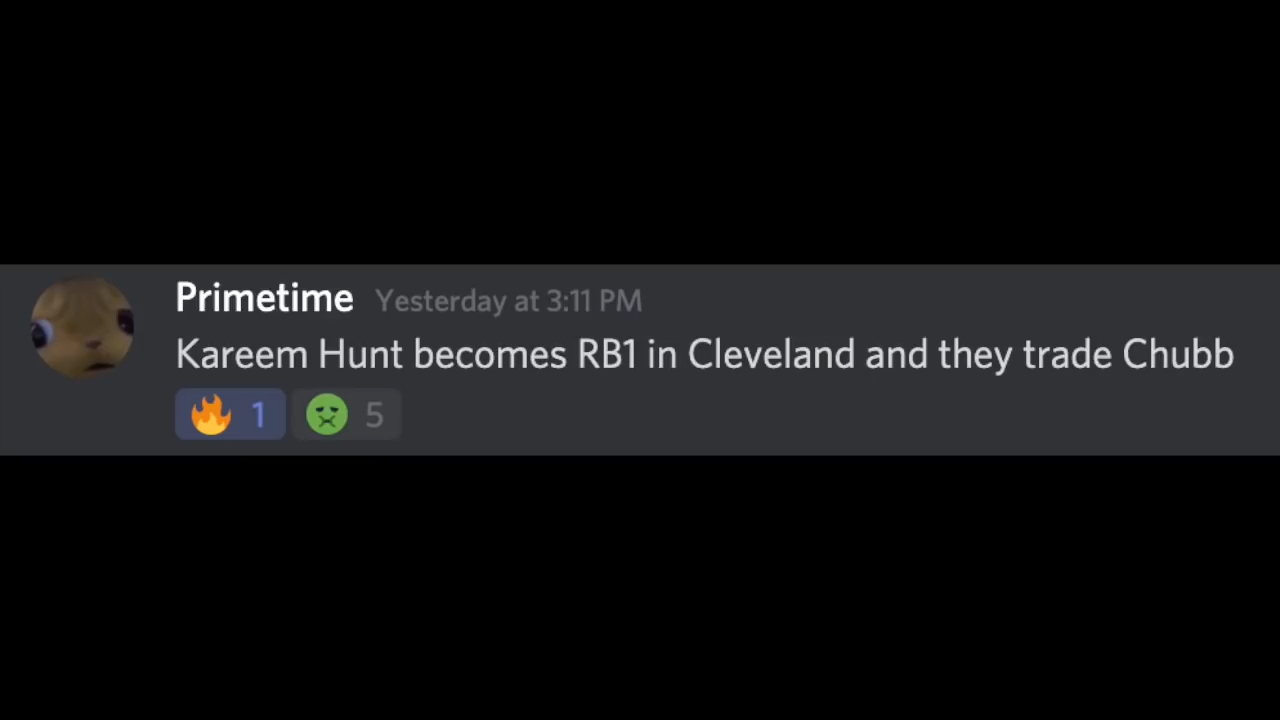 Primetime Yesterday at 3:11 PM
Kareem Hunt becomes RB1 in Cleveland and they trade Chubb
1 5